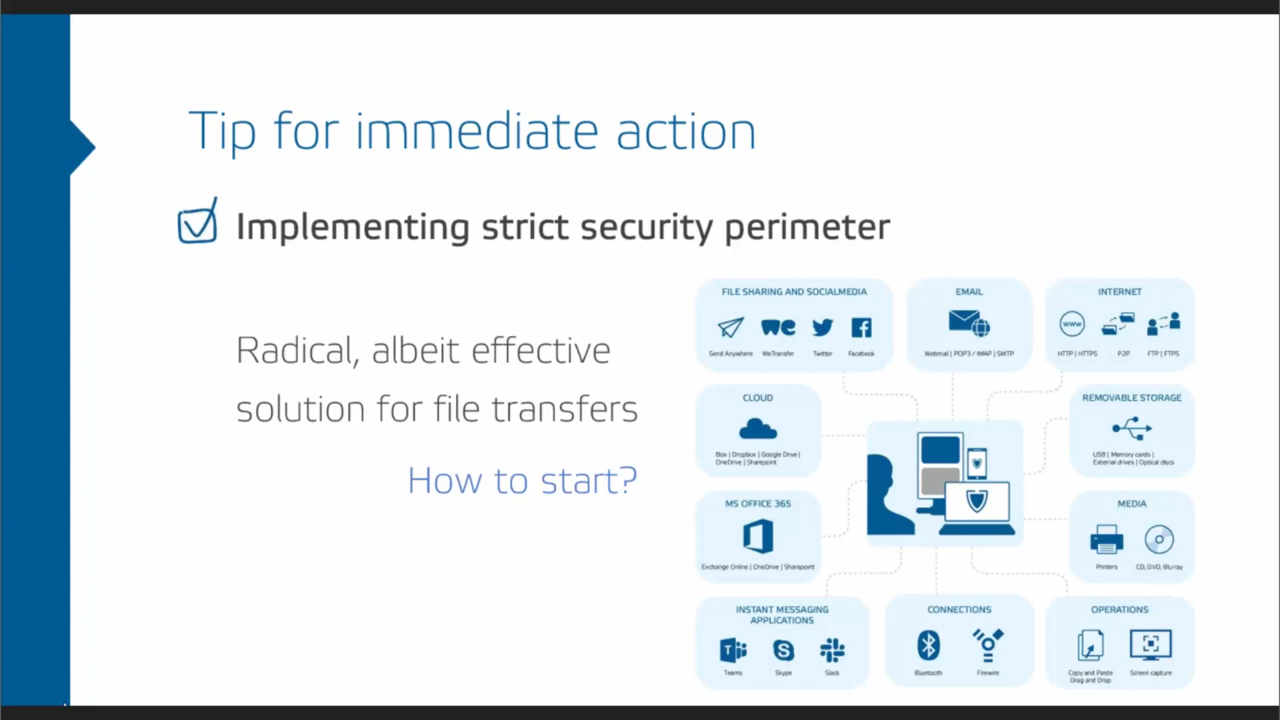 Tip for immediate action
Implementing strict security perimeter
Radical, albeit effective
solution for file transfers
How to start?
FILE SHARING AND SOCIALMEDIA
Send Anywhere WeTransfer Twitter Facebook
EMAIL
Webmail | POP3 / IMAP | SMTP
INTERNET
www
HTTP | HTTPS P2P FTP | FTPS
CLOUD
Box | Dropbox | Google Drive |
OneDrive | Sharepoint
REMOVABLE STORAGE
USB | Memory cards |
External drives | Optical discs
MS OFFICE 365
Exchange Online | OneDrive | Sharepoint
MEDIA
Printers CD, DVD, Blu-ray
INSTANT MESSAGING
APPLICATIONS
Teams Skype Slack
CONNECTIONS
Bluetooth Firewire
OPERATIONS
Copy and Paste Screen capture
Drag and Drop